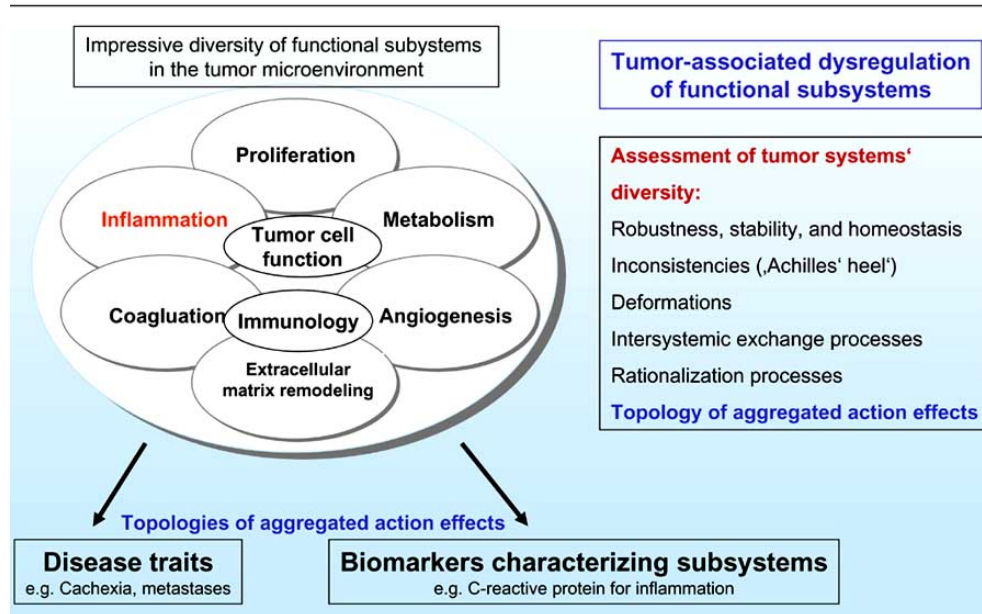 Impressive diversity of functional subystems
in the tumor microenvironment
Proliferation
Inflammation
Metabolism
Tumor cell
function
Coagluation
Immunology
Angiogenesis
Extracellular
matrix remodeling
Tumor-associated dysregulation
of functional subsystems
Assessment of tumor systems‘
diversity:
Robustness, stability, and homeostasis
Inconsistencies (‚Achilles‘ heel‘)
Deformations
Intersystemic exchange processes
Rationalization processes
Topology of aggregated action effects
Topologies of aggregated action effects
Disease traits
e.g. Cachexia, metastases
Biomarkers characterizing subsystems
e.g. C-reactive protein for inflammation